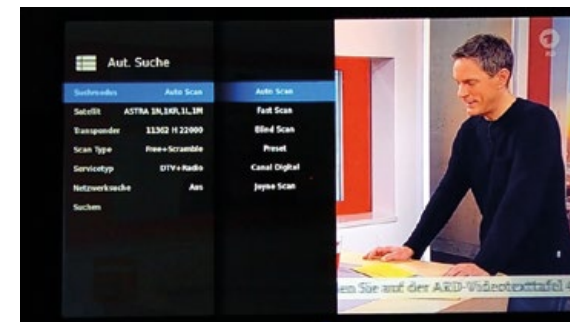 Aut. Suche
Suchmodus Auto Scan
Satellit ASTRA 1N,1KR,1L,1M
Transponder 11302 H 22000
Scan Type Free+Scramble
Servicetyp DTV+Radio
Netzwerksuche Aus
Suchen
Auto Scan
Fast Scan
Blind Scan
Preset
Canal Digital
Jayne Scan
en Sie auf der ARD-Videotexttafel